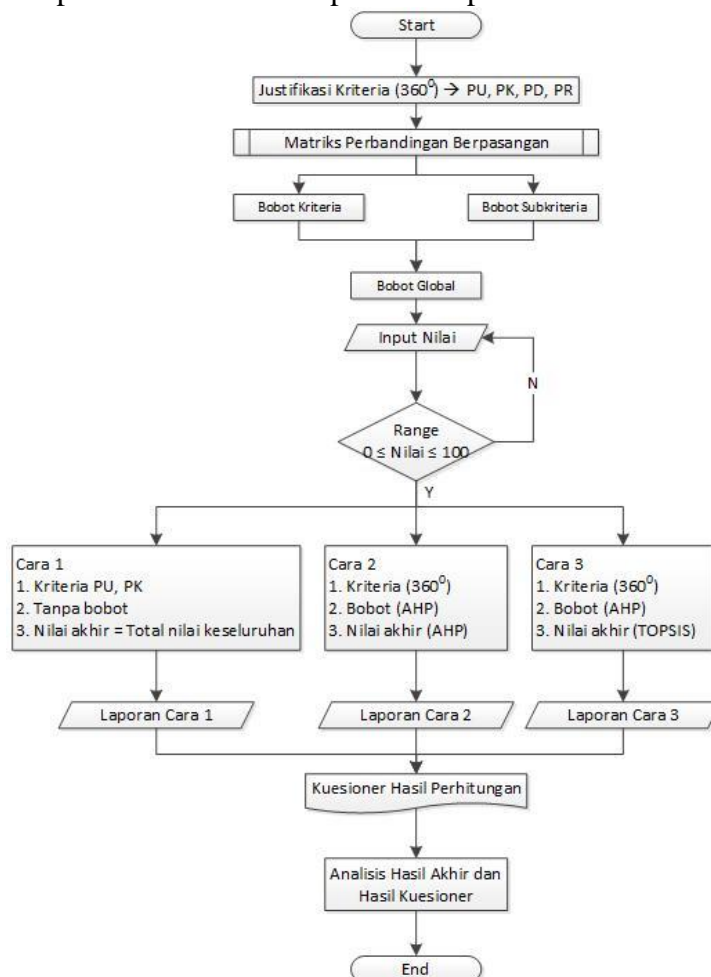 Start
Justifikasi Kriteria (360⁰) → PU, PK, PD, PR
Matriks Perbandingan Berpasangan
Bobot Kriteria
Bobot Subkriteria
Bobot Global
Input Nilai
N
Range
0 ≤ Nilai ≤ 100
Y
Cara 1
1. Kriteria PU, PK
2. Tanpa bobot
3. Nilai akhir = Total nilai keseluruhan
Cara 2
1. Kriteria (360⁰)
2. Bobot (AHP)
3. Nilai akhir (AHP)
Cara 3
1. Kriteria (360⁰)
2. Bobot (AHP)
3. Nilai akhir (TOPSIS)
Laporan Cara 1
Laporan Cara 2
Laporan Cara 3
Kuesioner Hasil Perhitungan
Analisis Hasil Akhir dan
Hasil Kuesioner
End